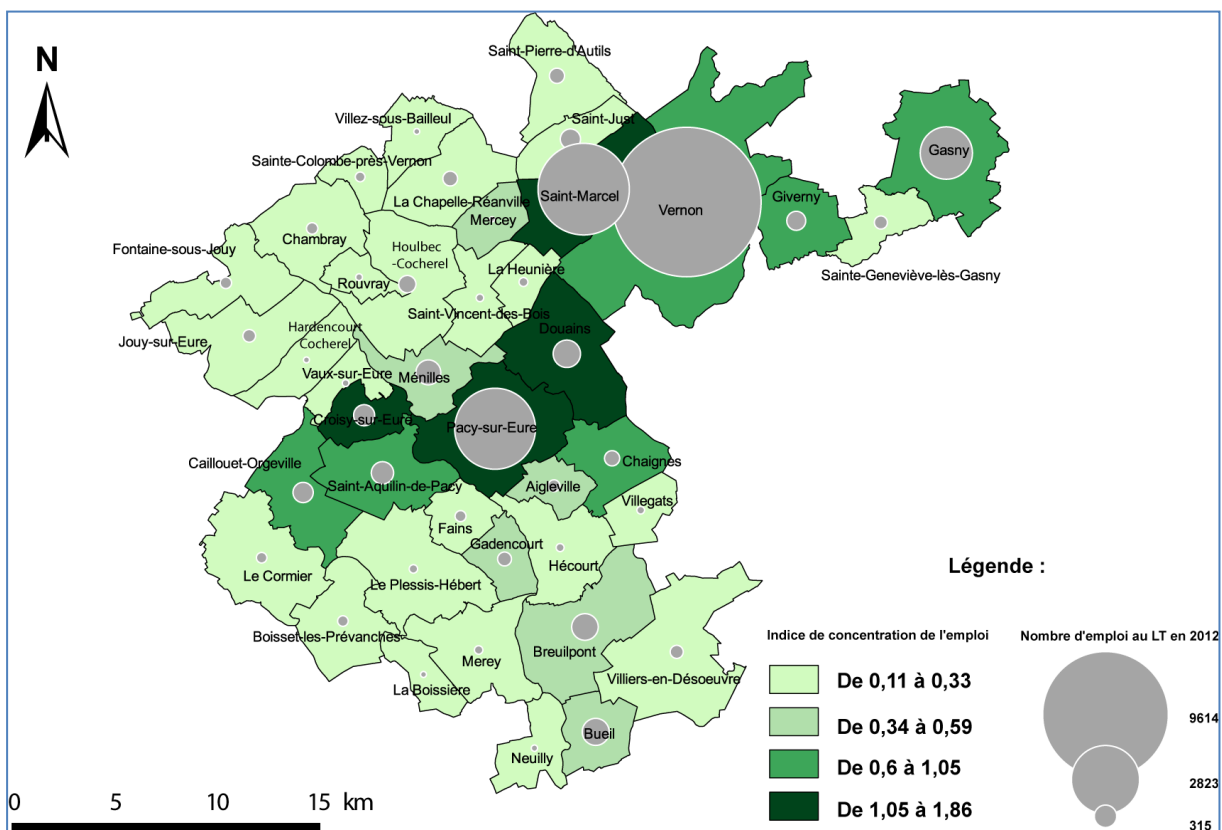 N
Saint-Pierre-d'Autils
Villez-sous-Bailleul
Saint-Just
Sainte-Colombe-près-Vernon
Gasny
La Chapelle-Réanville
Saint-Marcel
Giverny
Mercey
Vernon
Chambray
Fontaine-sous-Jouy
Houlbec
-Cocherel
La Heunière
Sainte-Geneviève-lès-Gasny
Rouvray
Saint-Vincent-des-Bois
Hardencourt
Cocherel
Douains
Jouy-sur-Eure
Vaux-sur-Eure
Ménilles
Croisy-sur-Eure
Pacy-sur-Eure
Caillouet-Orgeville
Chaignes
Saint-Aquilin-de-Pacy
Aigleville
Villegats
Fains
Gadencourt
Hécourt
Le Cormier
Le Plessis-Hébert
Boisset-les-Prévanches
Breuilpont
Merey
Villiers-en-Désoeuvre
La Boissière
Bueil
Neuilly
0 5 10 15 km
Légende :
Indice de concentration de l'emploi
De 0,11 à 0,33
De 0,34 à 0,59
De 0,6 à 1,05
De 1,05 à 1,86
Nombre d'emploi au LT en 2012
9614
2823
315